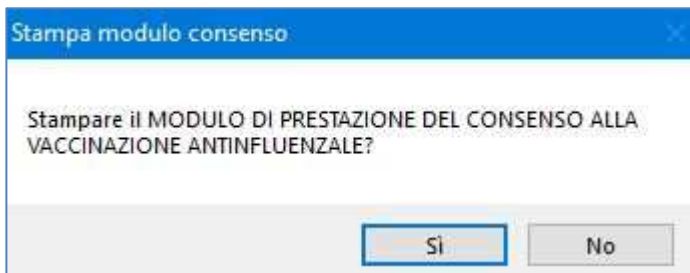 Stampa modulo consenso
Stampare il MODULO DI PRESTAZIONE DEL CONSENSO ALLA
VACCINAZIONE ANTINFLUENZALE?
Sì
No